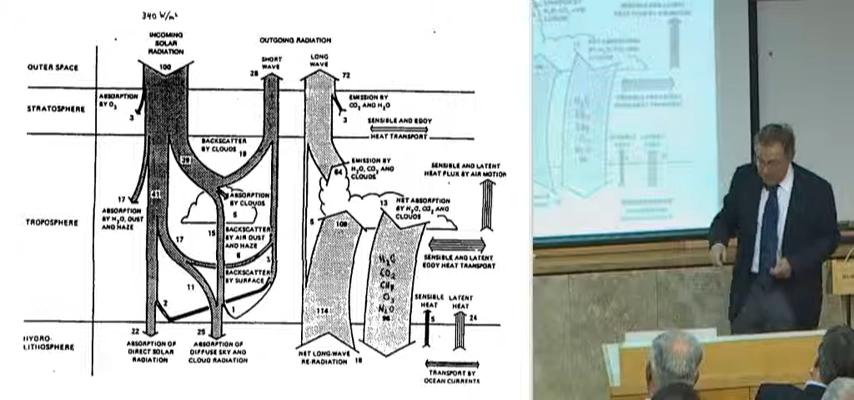 340 W/m²
INCOMING
SOLAR
RADIATION
OUTGOING RADIATION
SHORT
WAVE
LONG
WAVE
OUTER SPACE
100
28
72
STRATOSPHERE
ABSORPTION
BY O₃
3
EMISSION BY
CO₂ AND H₂O
3
SENSIBLE AND EDDY
HEAT TRANSPORT
BACKSCATTER
BY CLOUDS
19
EMISSION BY
H₂O, CO₂ AND
CLOUDS
64
SENSIBLE AND LATENT
HEAT FLUX BY AIR MOTION
17
ABSORPTION
BY H₂O, DUST
AND HAZE
ABSORPTION
BY CLOUDS
5
13
NET ABSORPTION
BY H₂O, CO₂ AND
CLOUDS
TROPOSPHERE
15
BACKSCATTER
BY AIR DUST
AND HAZE
6
5
109
17
BACKSCATTER
BY SURFACE
3
SENSIBLE AND LATENT
EDDY HEAT TRANSPORT
11
H₂O
CO₂
CH₄
O₃
N₂O
96
2
1
114
SENSIBLE
HEAT
LATENT
HEAT
5
24
HYDRO-
LITHOSPHERE
22
ABSORPTION OF
DIRECT SOLAR
RADIATION
25
ABSORPTION OF
DIFFUSE SKY AND
CLOUD RADIATION
NET LONG-WAVE
RE-RADIATION
18
TRANSPORT BY
OCEAN CURRENTS